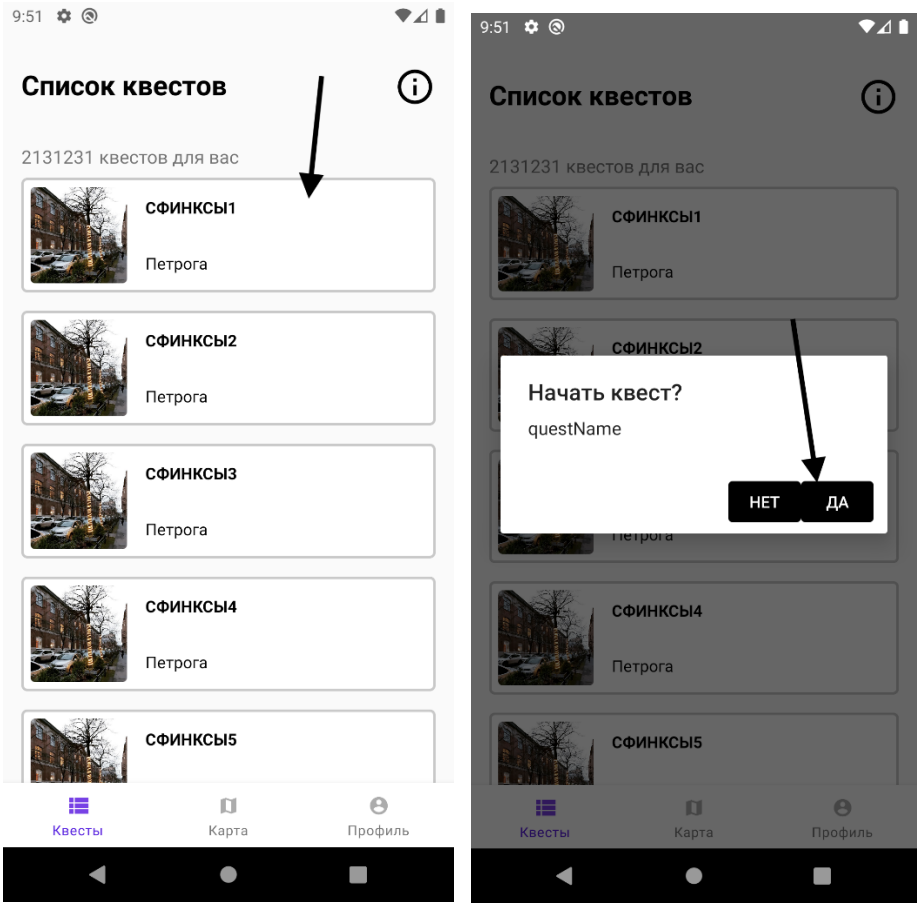 9:51
Список квестов
2131231 квестов для вас
СФИНКСЫ1
Петрога
СФИНКСЫ2
Петрога
СФИНКСЫ3
Петрога
СФИНКСЫ4
Петрога
СФИНКСЫ5
Квесты
Карта
Профиль
9:51
Список квестов
2131231 квестов для вас
СФИНКСЫ1
Петрога
СФИНКСЫ2
Начать квест?
questName
НЕТ
ДА
Петрога
СФИНКСЫ4
Петрога
СФИНКСЫ5
Квесты
Карта
Профиль